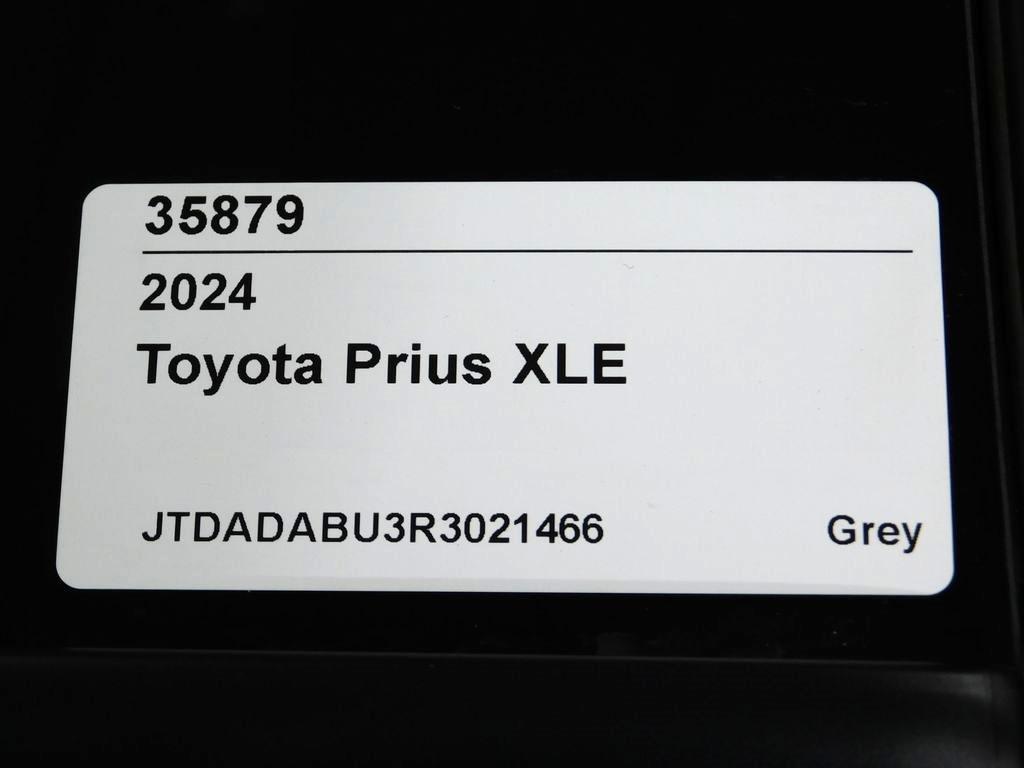 35879
2024
Toyota Prius XLE
JTDADABU3R3021466 Grey